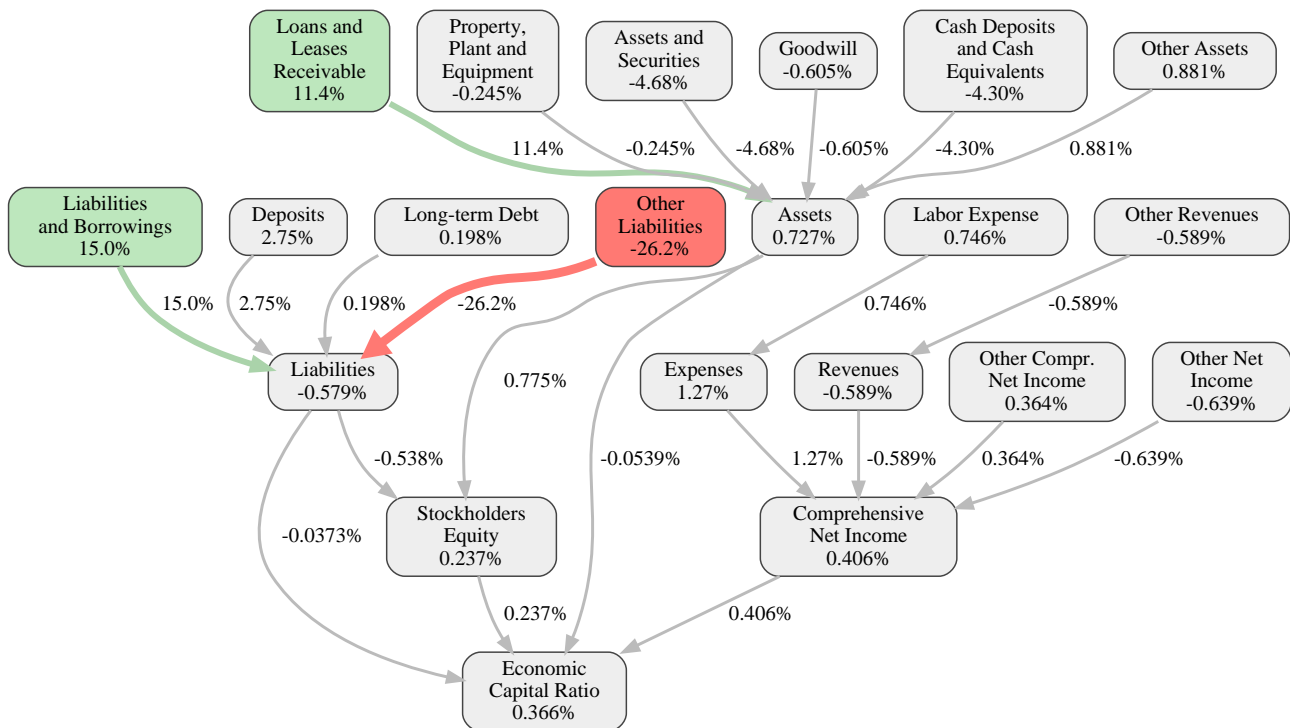 Loans and
Leases
Receivable
11.4%
Property,
Plant and
Equipment
-0.245%
Assets and
Securities
-4.68%
Goodwill
-0.605%
Cash Deposits
and Cash
Equivalents
-4.30%
Other Assets
0.881%
11.4%
-0.245%
-4.68%
-0.605%
-4.30%
0.881%
Liabilities
and Borrowings
15.0%
Deposits
2.75%
Long-term Debt
0.198%
Other
Liabilities
-26.2%
Assets
0.727%
Labor Expense
0.746%
Other Revenues
-0.589%
15.0%
2.75%
0.198%
-26.2%
0.746%
-0.589%
Liabilities
-0.579%
0.775%
Expenses
1.27%
Revenues
-0.589%
Other Compr.
Net Income
0.364%
Other Net
Income
-0.639%
-0.538%
-0.0539%
1.27%
-0.589%
0.364%
-0.639%
-0.0373%
Stockholders
Equity
0.237%
Comprehensive
Net Income
0.406%
0.237%
0.406%
Economic
Capital Ratio
0.366%